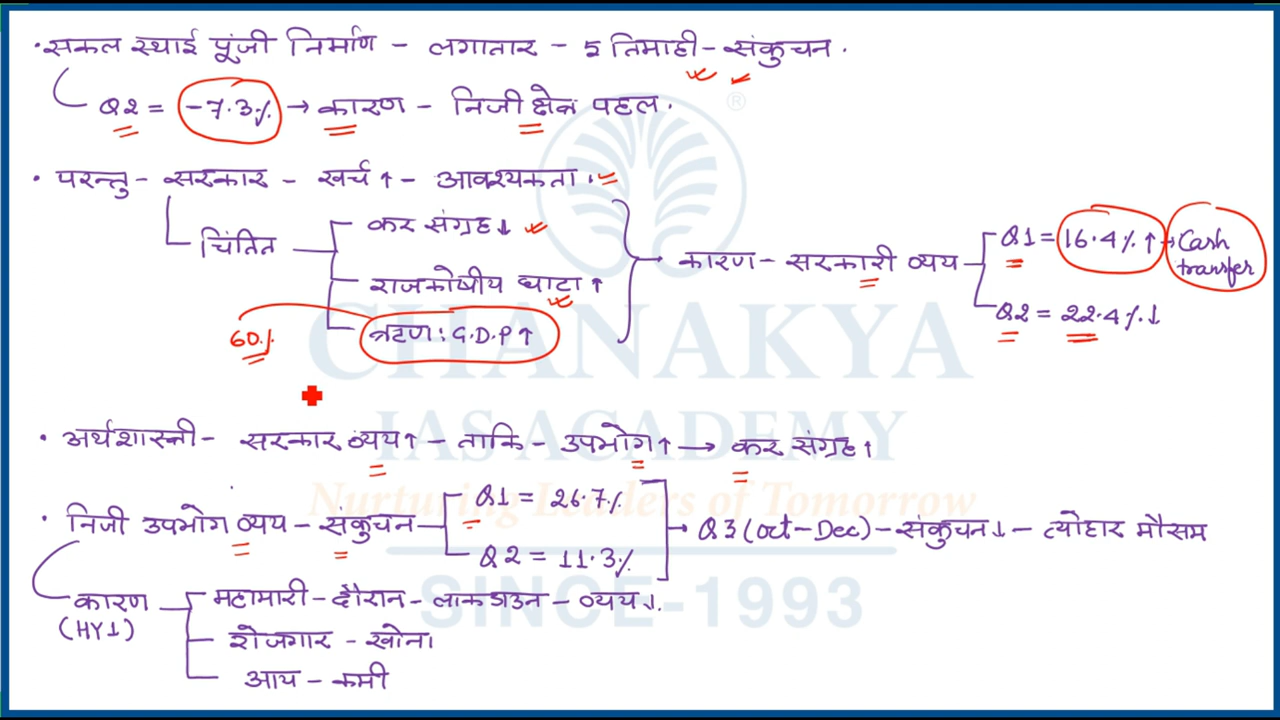 • सकल स्थाई पूंजी निर्माण - लगातार - 5 तिमाही - संकुचन.
Q2 = -7.3% → कारण - निजी क्षेत्र पहल.
• परन्तु - सरकार - खर्च ↑ - आवश्यकता.
चिंतित
कर संग्रह ↓
राजकोषीय घाटा ↑
ऋण : G.D.P ↑
60%
कारण - सरकारी व्यय
Q1 = 16.4% ↑ → Cash transfer
Q2 = 22.4% ↓
• अर्थशास्त्री - सरकार व्यय ↑ - ताकि - उपभोग ↑ → कर संग्रह ↑
• निजी उपभोग व्यय - संकुचन
Q1 = 26.7%
Q2 = 11.3%
→ Q3 (Oct-Dec) - संकुचन ↓ - त्योहार मौसम
कारण
(HY1)
महामारी - दौरान - लाकडाउन - व्यय ↓.
रोजगार - खोना
आय - कमी
CHANAKYA
IAS ACADEMY
Nurturing Leaders of Tomorrow
SINCE-1993
®